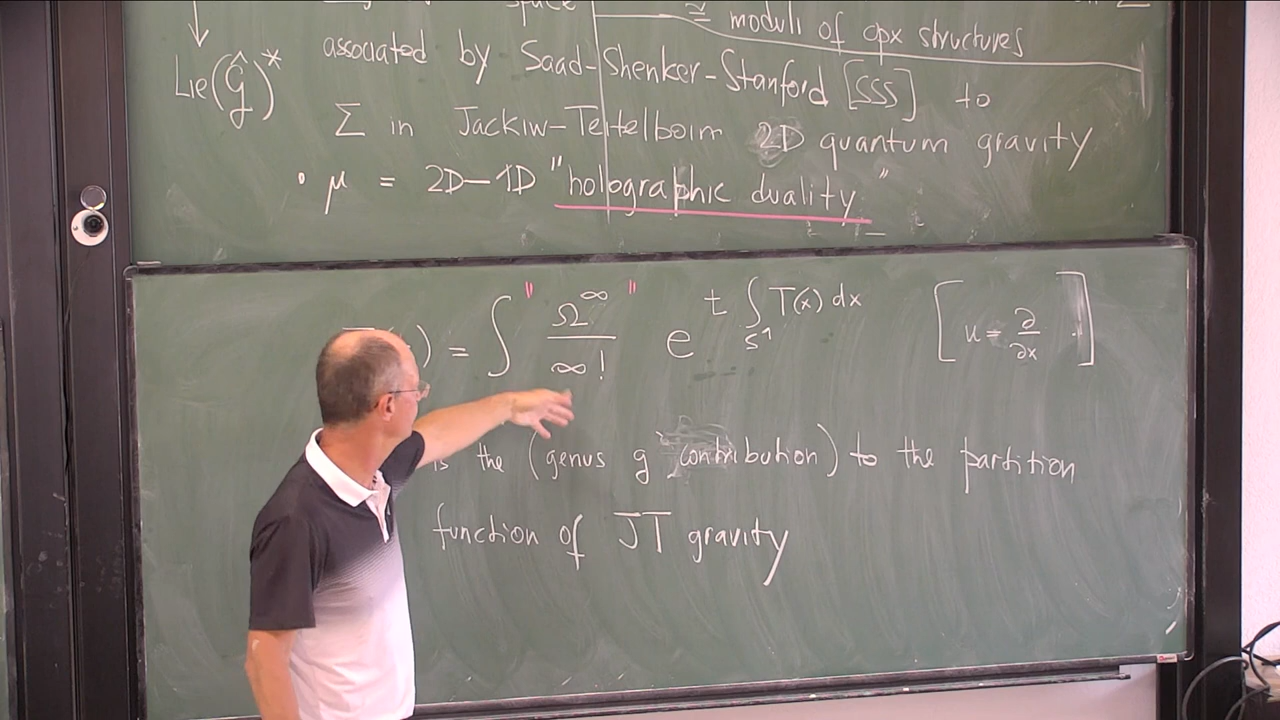 ≅ moduli of cpx structures
associated by Saad-Shenker-Stanford [SSS] to
Lie(Ĝ)*
Σ in Jackiw-Teitelboim 2D quantum gravity
• μ = 2D–1D "holographic duality"
) = ∫ " Ω^∞ / ∞! " e^{t ∫_{S^1} T(x) dx} [u = ∂/∂x]
is the (genus g contribution) to the partition
function of JT gravity